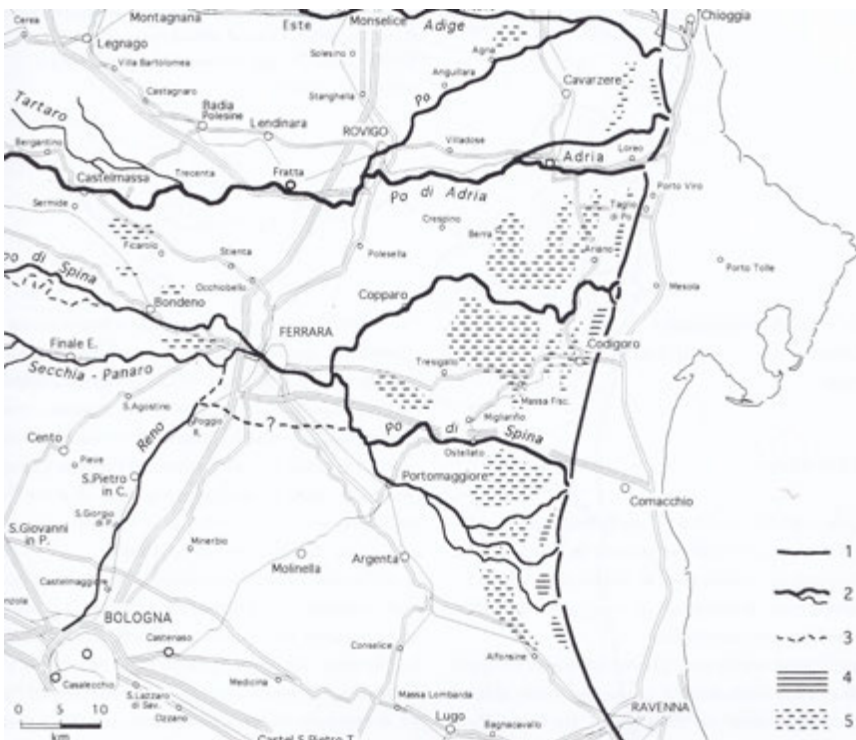 Montagnana
Monselice
Chioggia
Cerea
Este
Adige
Legnago
Solesino
Agna
Villa Bartolomea
Anguillara
Cavarzere
Castagnaro
Stanghella
Tartaro
Badia
Polesine
Po
Lendinara
ROVIGO
Villadose
Bergantino
Adria
Loreo
Trecenta
Fratta
Castelmassa
Po di Adria
Porto Viro
Sermide
Crespino
Taglio
di Po
Berra
Ficarolo
Stienta
Polesella
Ariano
Porto Tolle
Po di Spina
Occhiobello
Mesola
Bondeno
Copparo
FERRARA
Finale E.
Codigoro
Secchia - Panaro
Tresigallo
S.Agostino
Massa Fisc.
Migliarino
Reno
Poggio
R.
?
Cento
Po di Spina
Ostellato
Pieve
S.Pietro
in C.
Portomaggiore
Comacchio
S.Giorgio
di P.
S.Giovanni
in P.
Minerbio
Argenta
Molinella
1
Castelmaggiore
2
BOLOGNA
Castenaso
3
Conselice
Alfonsine
4
Casalecchio
Medicina
S.Lazzaro
di Sav.
Massa Lombarda
0 5 10
km
Ozzano
Lugo
RAVENNA
5
Castel S.Pietro T.
Bagnacavallo